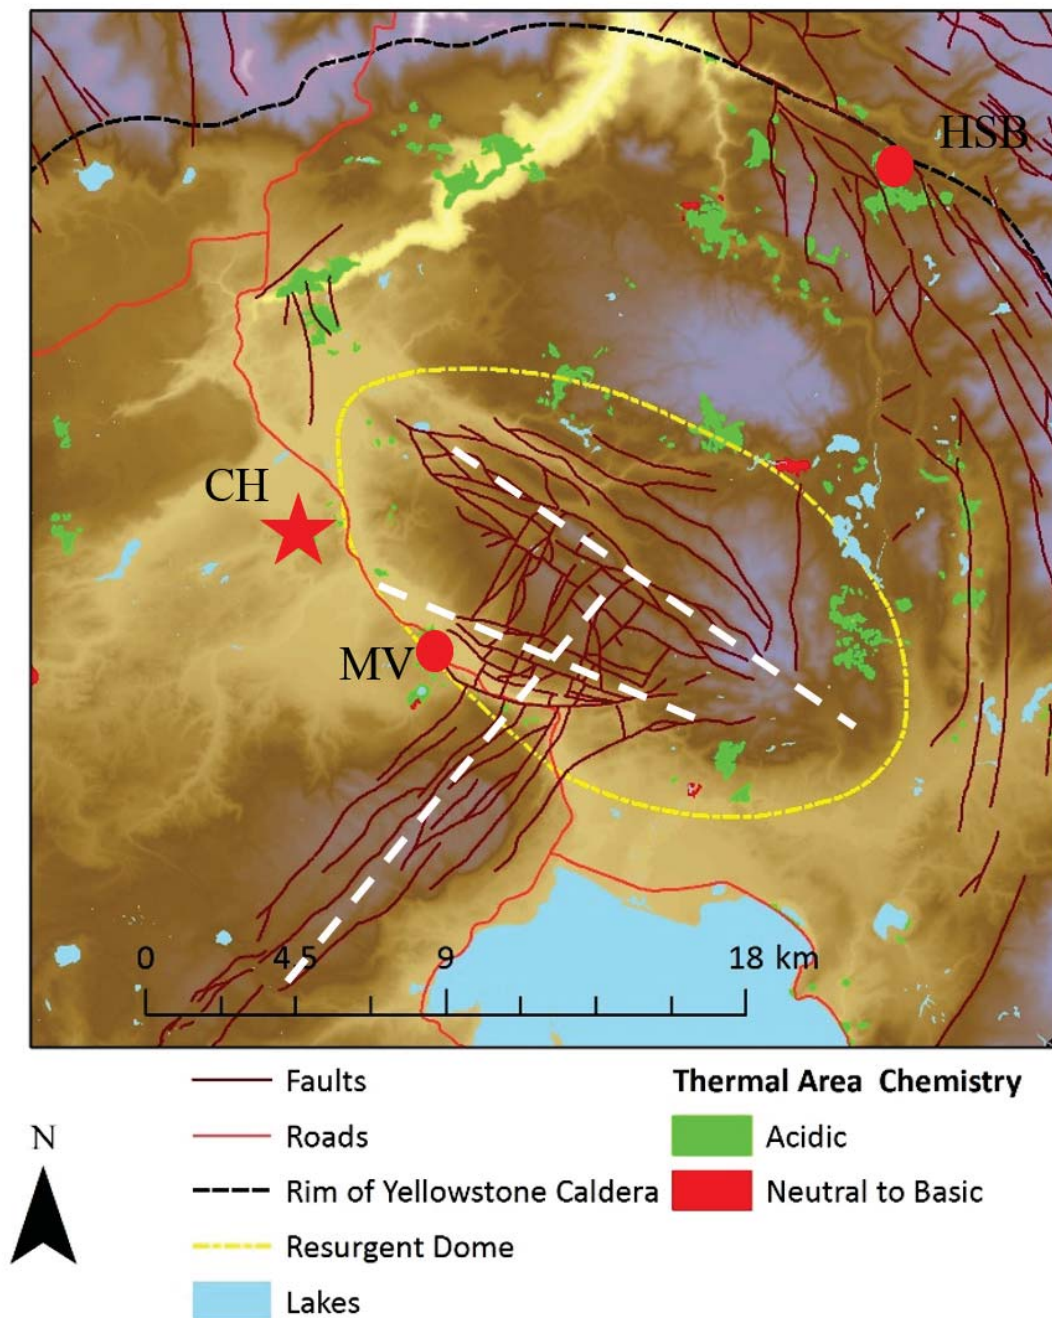 HSB
CH
MV
0 4.5 9 18 km
Faults
Roads
Rim of Yellowstone Caldera
Resurgent Dome
Lakes
N
Thermal Area Chemistry
Acidic
Neutral to Basic